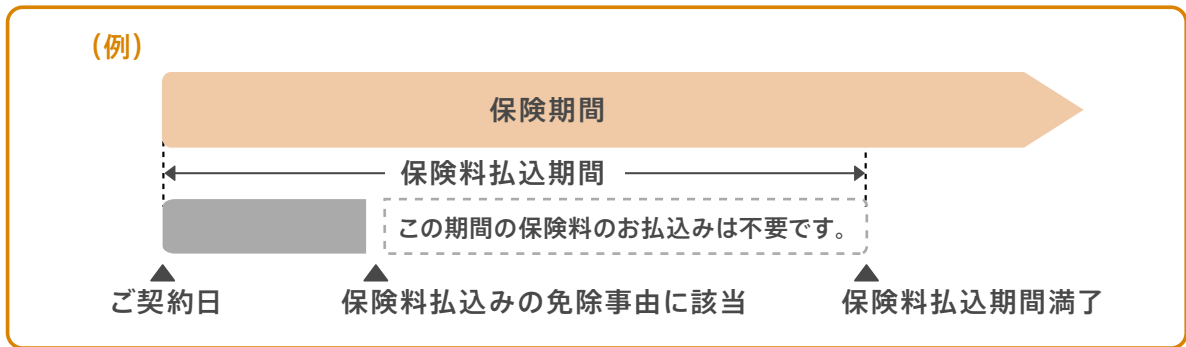 (例)
保険期間
保険料払込期間
この期間の保険料のお払込みは不要です。
ご契約日
保険料払込みの免除事由に該当
保険料払込期間満了